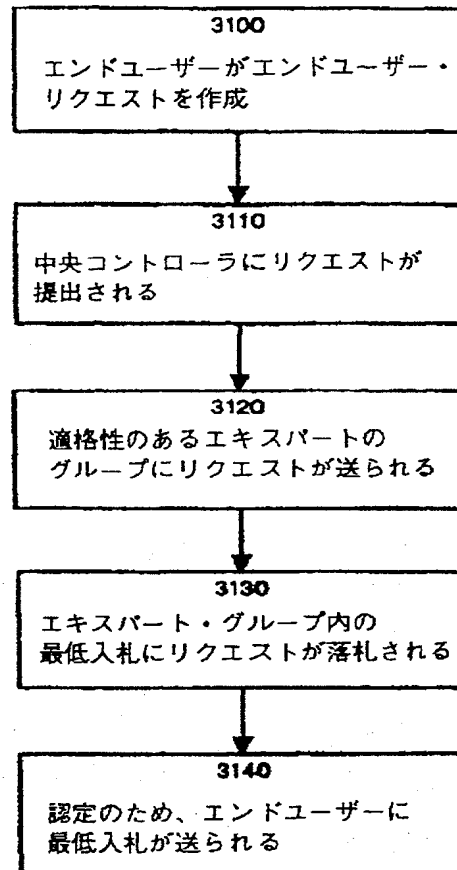 3100
エンドユーザーがエンドユーザー・
リクエストを作成
3110
中央コントローラにリクエストが
提出される
3120
適格性のあるエキスパートの
グループにリクエストが送られる
3130
エキスパート・グループ内の
最低入札にリクエストが落札される
3140
認定のため、エンドユーザーに
最低入札が送られる